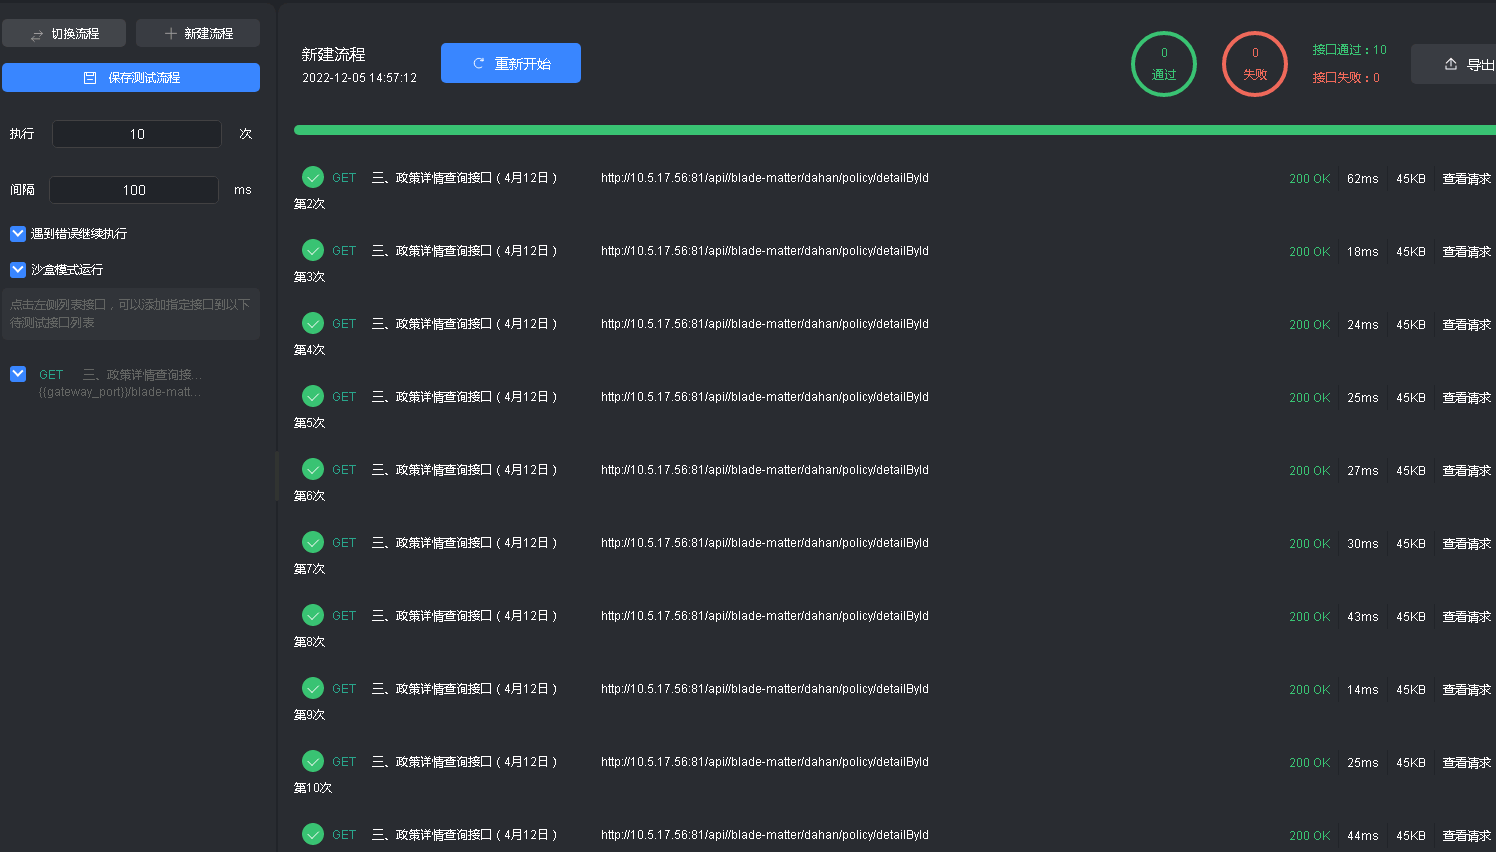 切换流程
新建流程
保存测试流程
执行 10 次
间隔 100 ms
遇到错误继续执行
沙盒模式运行
点击左侧列表接口，可以添加指定接口到以下
待测试接口列表
GET 三、政策详情查询接...
{{gateway_port}}/blade-matt...
新建流程
2022-12-05 14:57:12
重新开始
0
通过
0
失败
接口通过：10
接口失败：0
导出
GET 三、政策详情查询接口（4月12日） http://10.5.17.56:81/api//blade-matter/dahan/policy/detailById 200 OK 62ms 45KB 查看请求
第2次
GET 三、政策详情查询接口（4月12日） http://10.5.17.56:81/api//blade-matter/dahan/policy/detailById 200 OK 18ms 45KB 查看请求
第3次
GET 三、政策详情查询接口（4月12日） http://10.5.17.56:81/api//blade-matter/dahan/policy/detailById 200 OK 24ms 45KB 查看请求
第4次
GET 三、政策详情查询接口（4月12日） http://10.5.17.56:81/api//blade-matter/dahan/policy/detailById 200 OK 25ms 45KB 查看请求
第5次
GET 三、政策详情查询接口（4月12日） http://10.5.17.56:81/api//blade-matter/dahan/policy/detailById 200 OK 27ms 45KB 查看请求
第6次
GET 三、政策详情查询接口（4月12日） http://10.5.17.56:81/api//blade-matter/dahan/policy/detailById 200 OK 30ms 45KB 查看请求
第7次
GET 三、政策详情查询接口（4月12日） http://10.5.17.56:81/api//blade-matter/dahan/policy/detailById 200 OK 43ms 45KB 查看请求
第8次
GET 三、政策详情查询接口（4月12日） http://10.5.17.56:81/api//blade-matter/dahan/policy/detailById 200 OK 14ms 45KB 查看请求
第9次
GET 三、政策详情查询接口（4月12日） http://10.5.17.56:81/api//blade-matter/dahan/policy/detailById 200 OK 25ms 45KB 查看请求
第10次
GET 三、政策详情查询接口（4月12日） http://10.5.17.56:81/api//blade-matter/dahan/policy/detailById 200 OK 44ms 45KB 查看请求